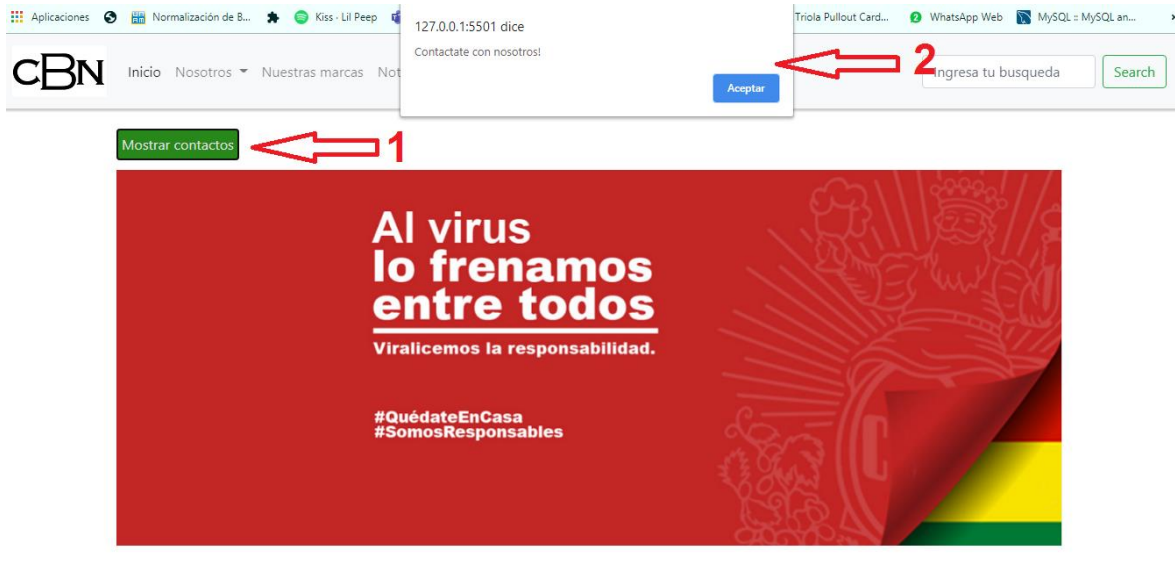 Aplicaciones Normalización de B... Kiss - Lil Peep Triola Pullout Card... WhatsApp Web MySQL :: MySQL an...
127.0.0.1:5501 dice
Contactate con nosotros!
Aceptar
2
CBN Inicio Nosotros Nuestras marcas Not Ingresa tu busqueda Search
Mostrar contactos
1
Al virus
lo frenamos
entre todos
Viralicemos la responsabilidad.
#QuédateEnCasa
#SomosResponsables